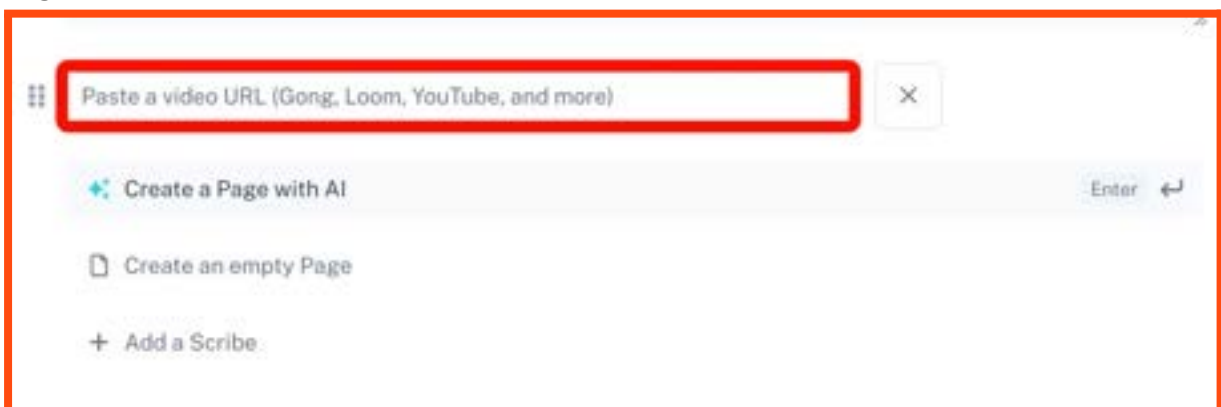 Paste a video URL (Gong, Loom, YouTube, and more)
Create a Page with AI Enter
Create an empty Page
Add a Scribe